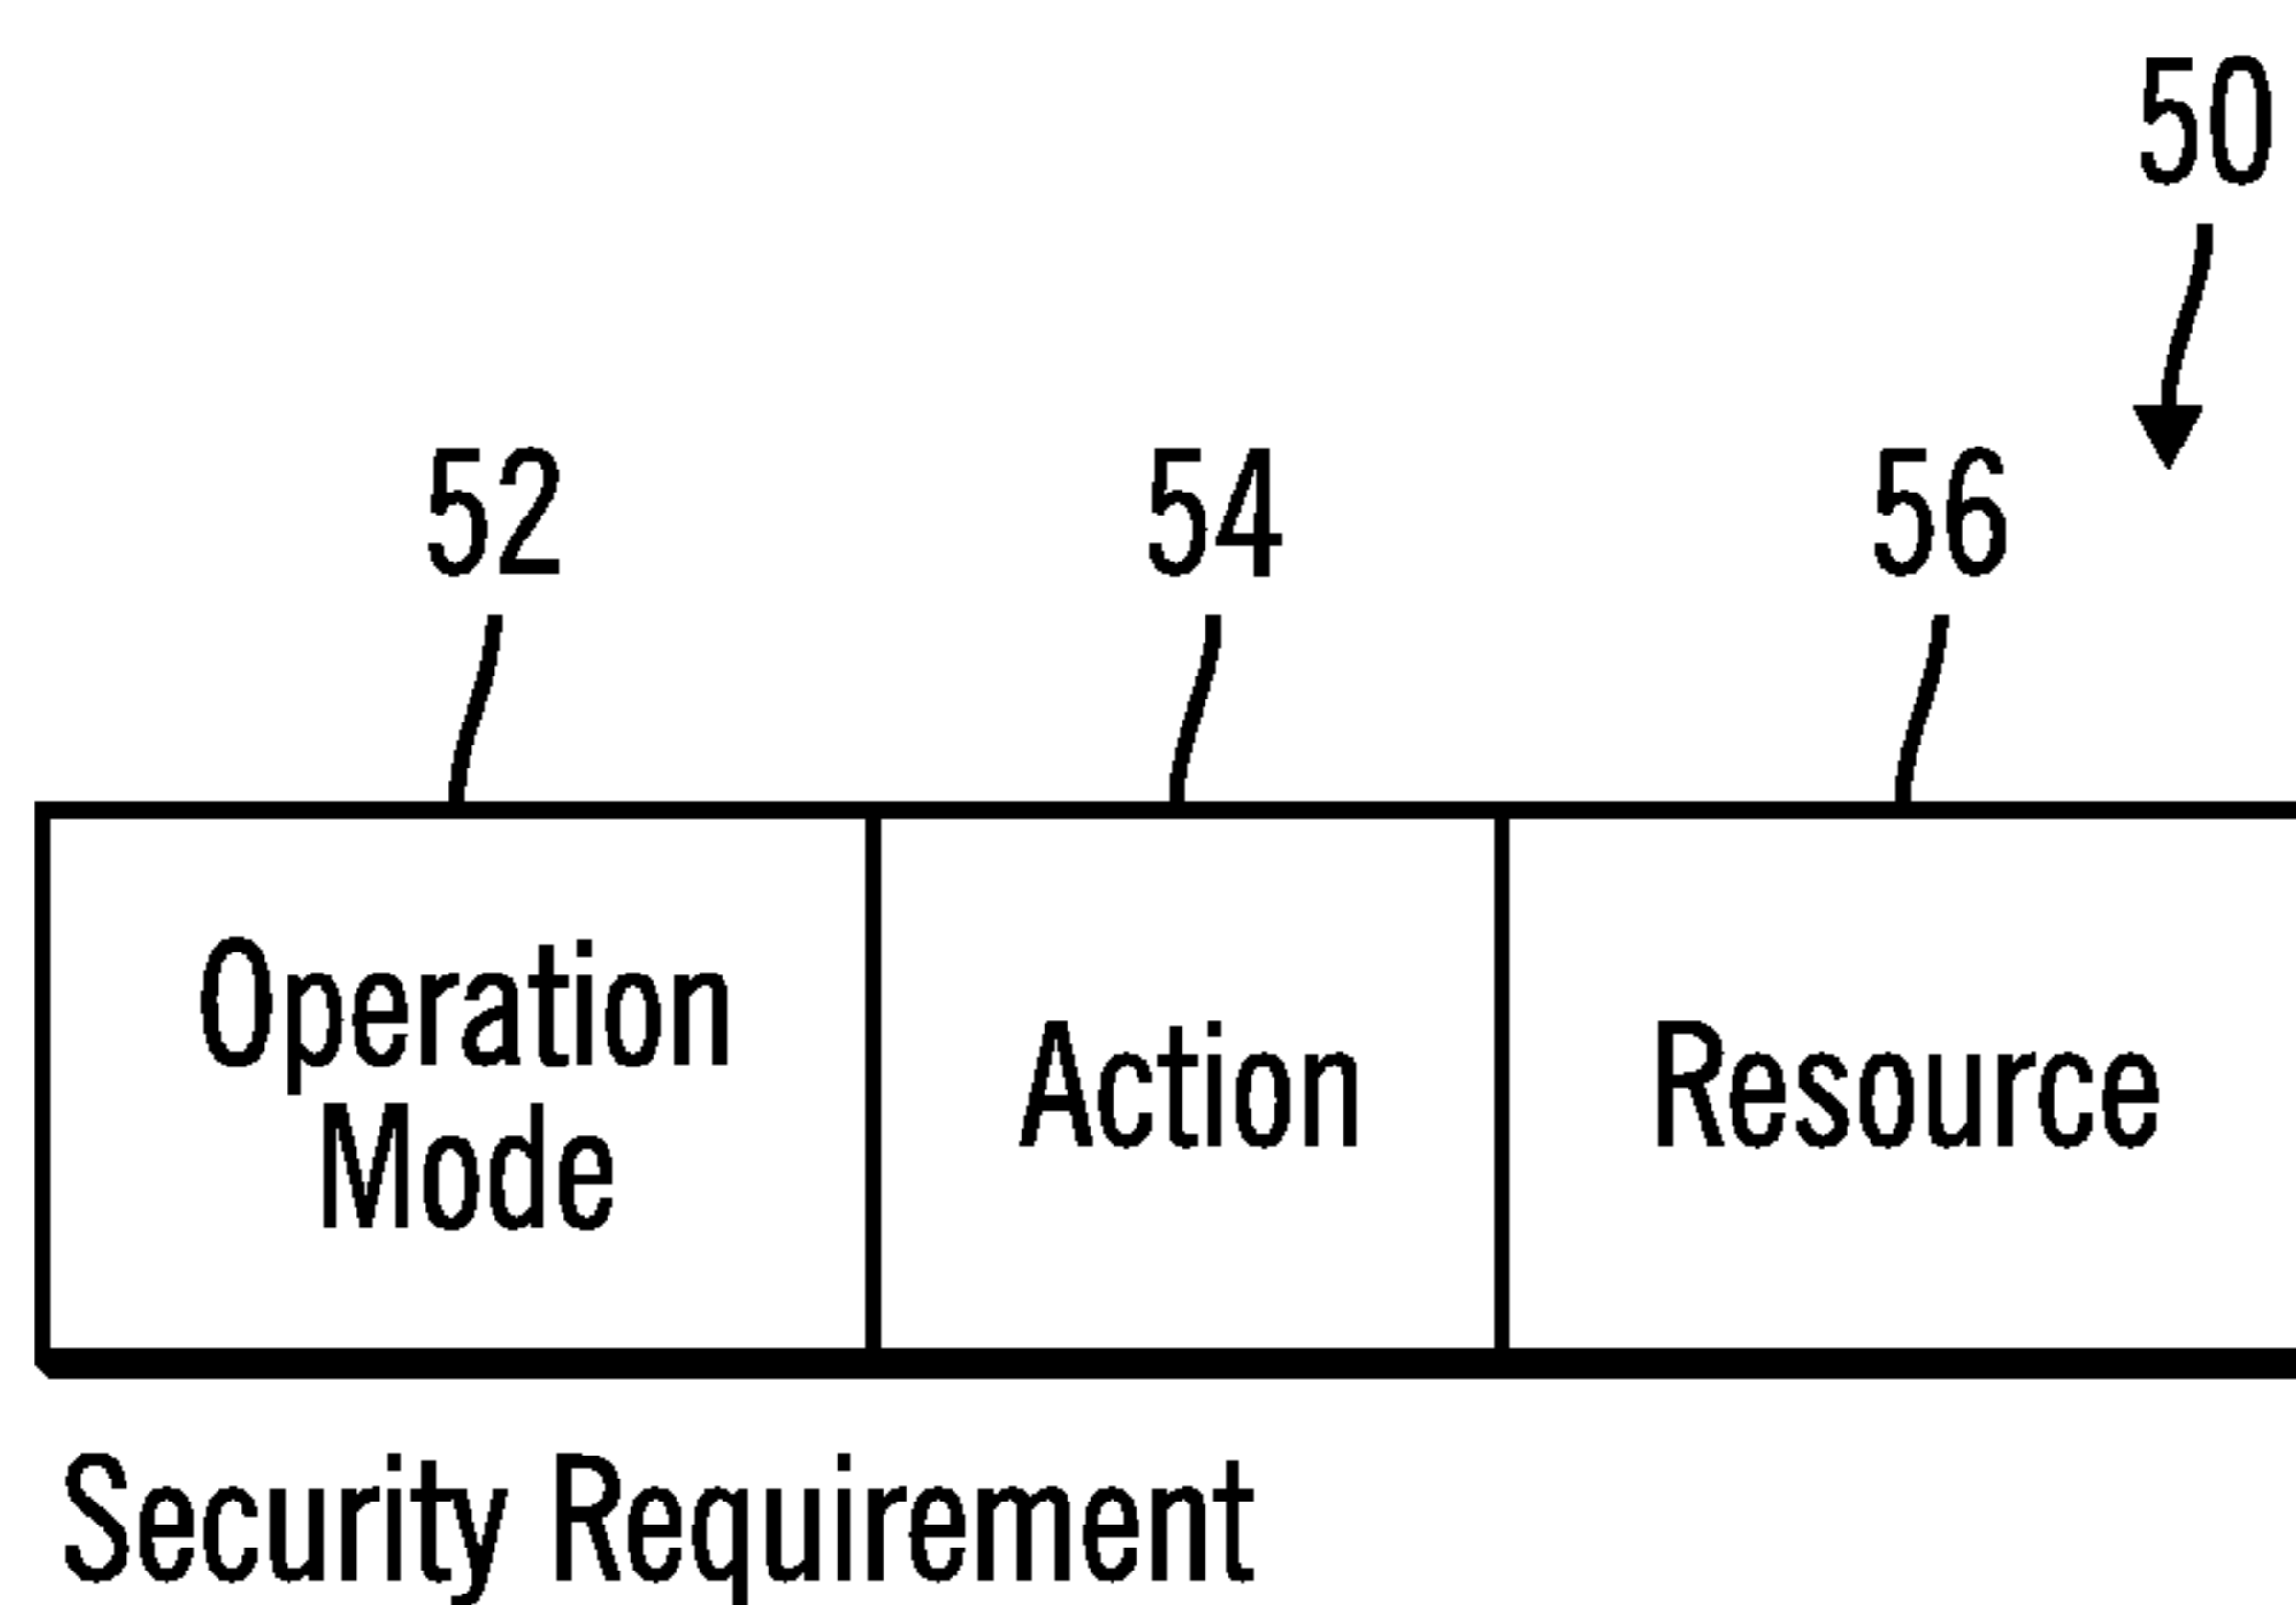 50
52 54 56
Operation
Mode
Action
Resource
Security Requirement